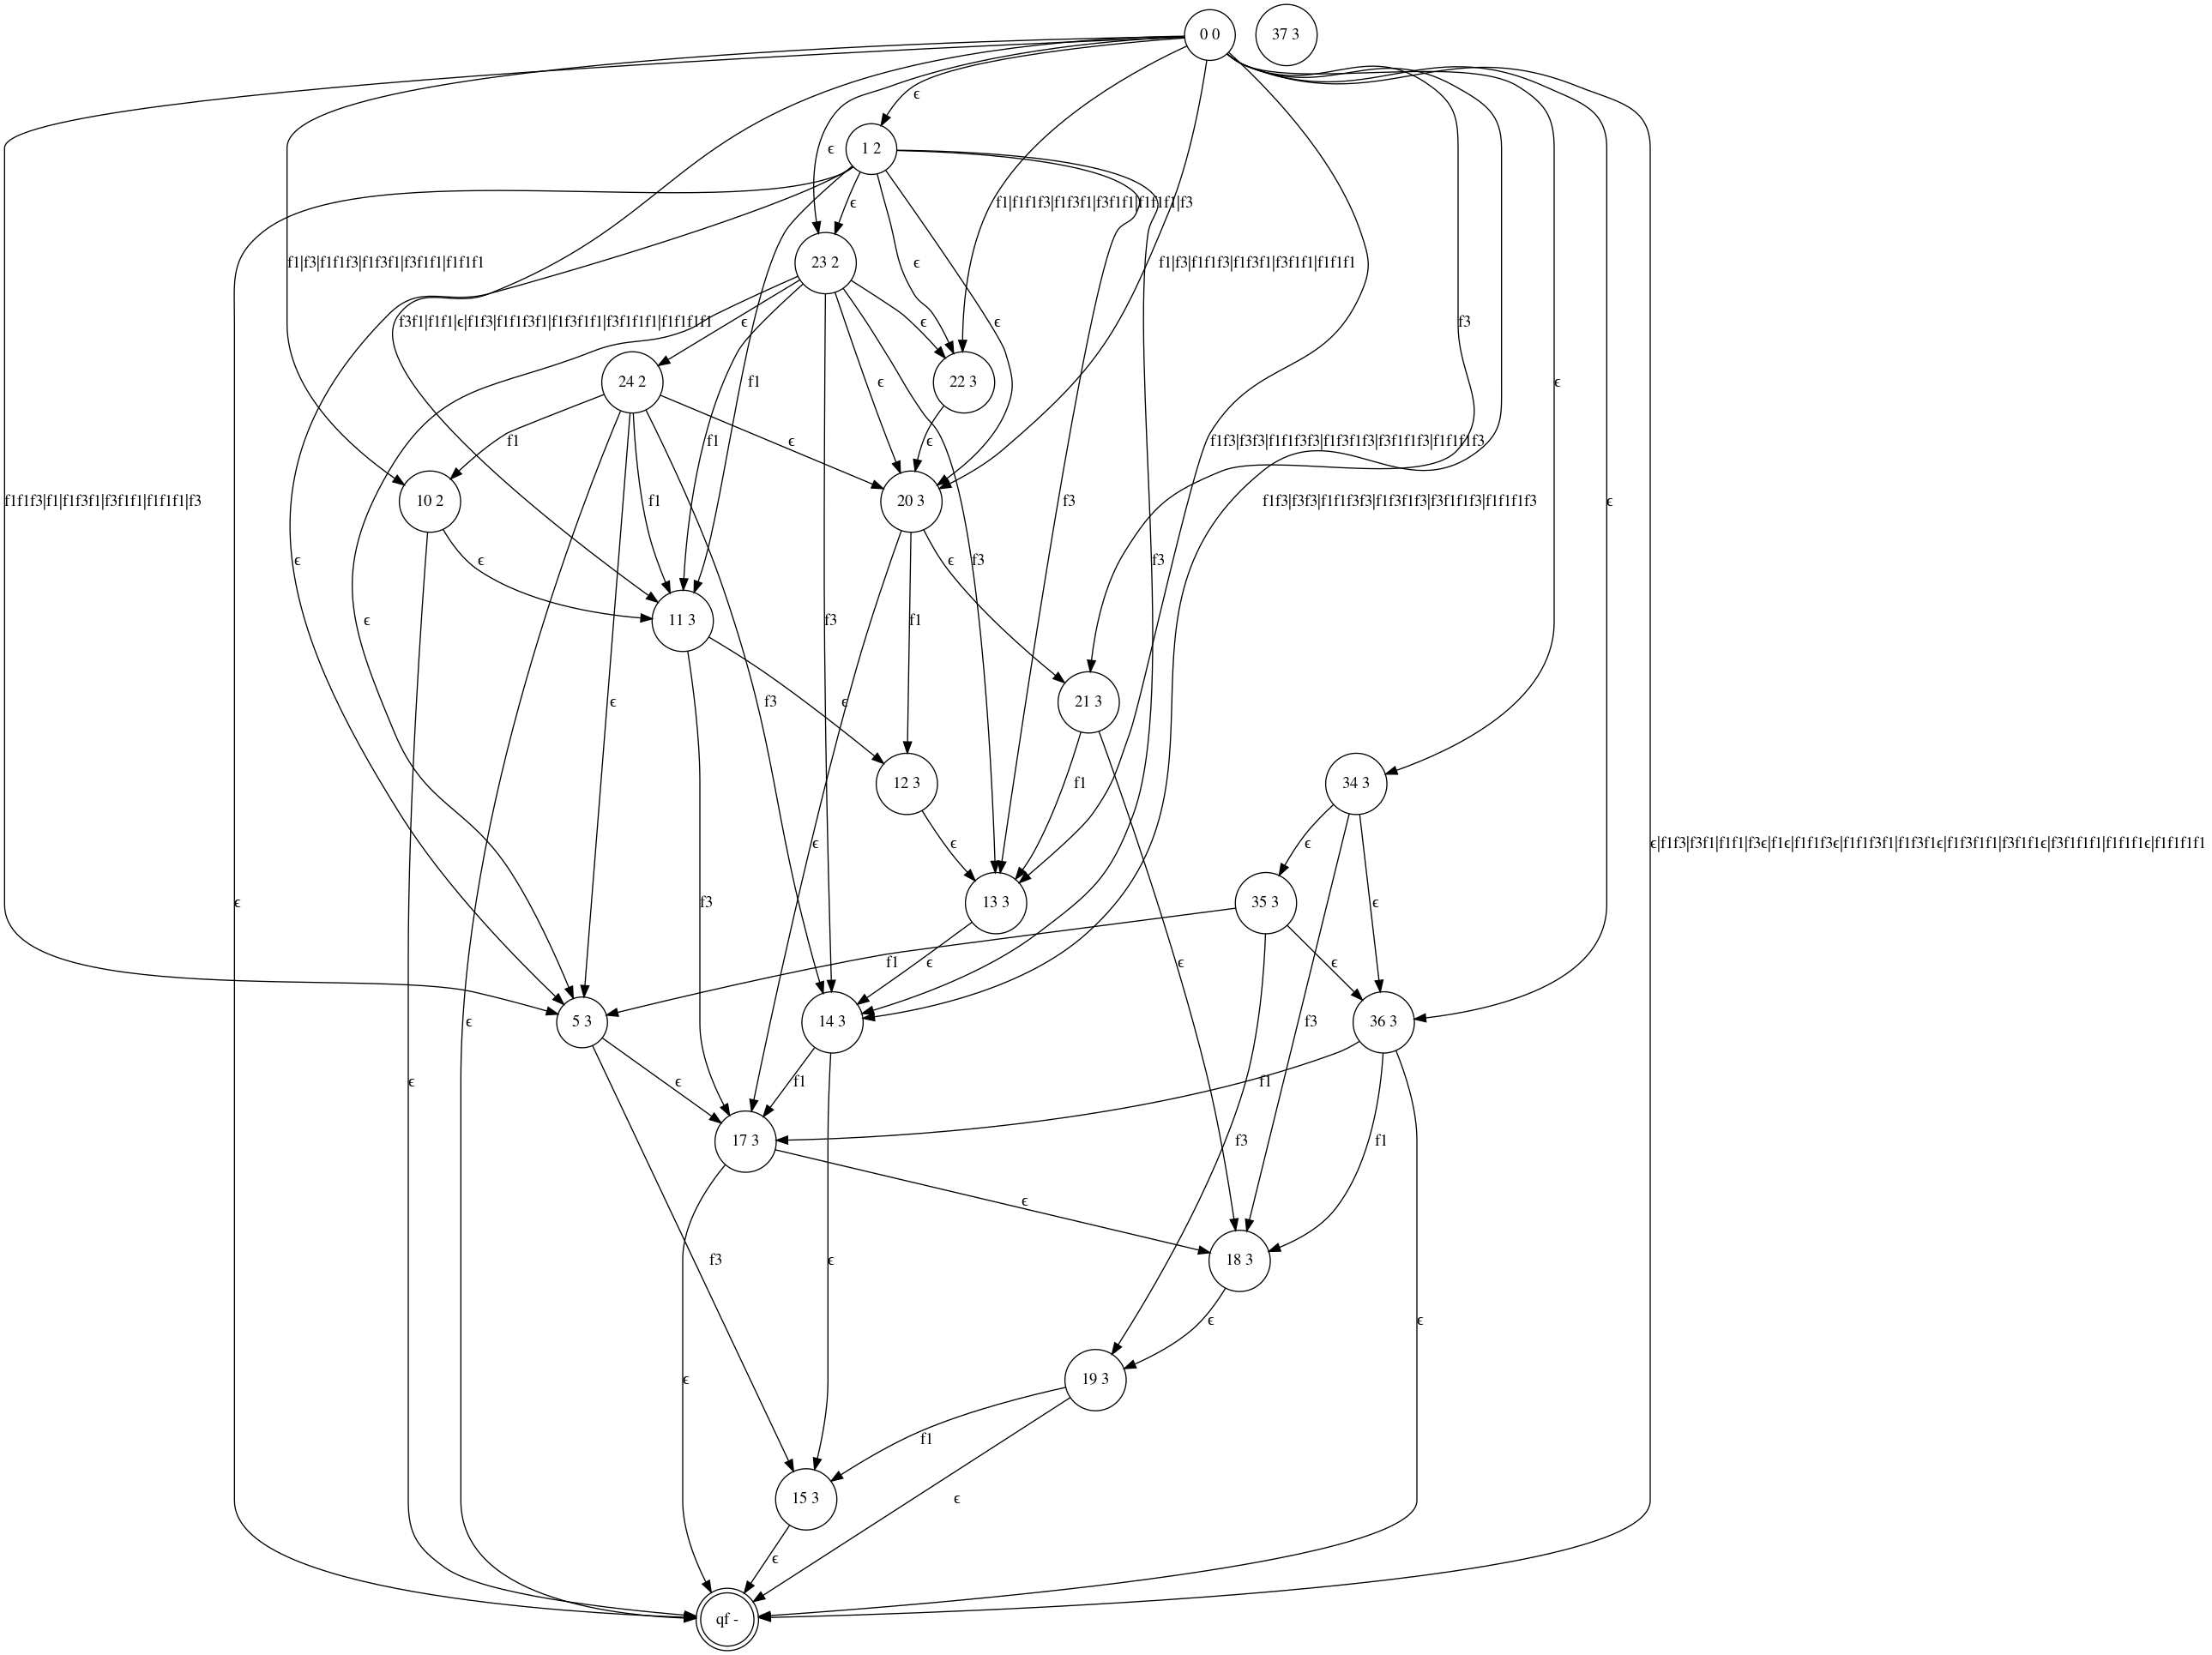 0 0
37 3
ϵ
1 2
ϵ
ϵ
f1|f1f1f3|f1f3f1|f3f1f1|f1f1f1|f3
23 2
ϵ
f1|f3|f1f1f3|f1f3f1|f3f1f1|f1f1f1
f1|f3|f1f1f3|f1f3f1|f3f1f1|f1f1f1
f3f1|f1f1|ϵ|f1f3|f1f1f3f1|f1f3f1f1|f3f1f1f1|f1f1f1f1
ϵ
ϵ
ϵ
f3
24 2
f1
ϵ
22 3
ϵ
f1
ϵ
f1
ϵ
f1f3|f3f3|f1f1f3f3|f1f3f1f3|f3f1f1f3|f1f1f1f3
f1f1f3|f1|f1f3f1|f3f1f1|f1f1f1|f3
10 2
f1
20 3
f3
f1f3|f3f3|f1f1f3f3|f1f3f1f3|f3f1f1f3|f1f1f1f3
ϵ
ϵ
ϵ
ϵ
f3
f3
ϵ
11 3
f3
f1
ϵ
f3
ϵ
21 3
12 3
f1
34 3
ϵ
ϵ
ϵ
ϵ|f1f3|f3f1|f1f1|f3ϵ|f1ϵ|f1f1f3ϵ|f1f1f3f1|f1f3f1ϵ|f1f3f1f1|f3f1f1ϵ|f3f1f1f1|f1f1f1ϵ|f1f1f1f1
ϵ
f3
13 3
35 3
ϵ
f1
ϵ
ϵ
ϵ
ϵ
5 3
14 3
f3
36 3
ϵ
ϵ
f1
f1
17 3
f3
f1
ϵ
f3
ϵ
18 3
ϵ
ϵ
ϵ
19 3
f1
15 3
ϵ
ϵ
qf -